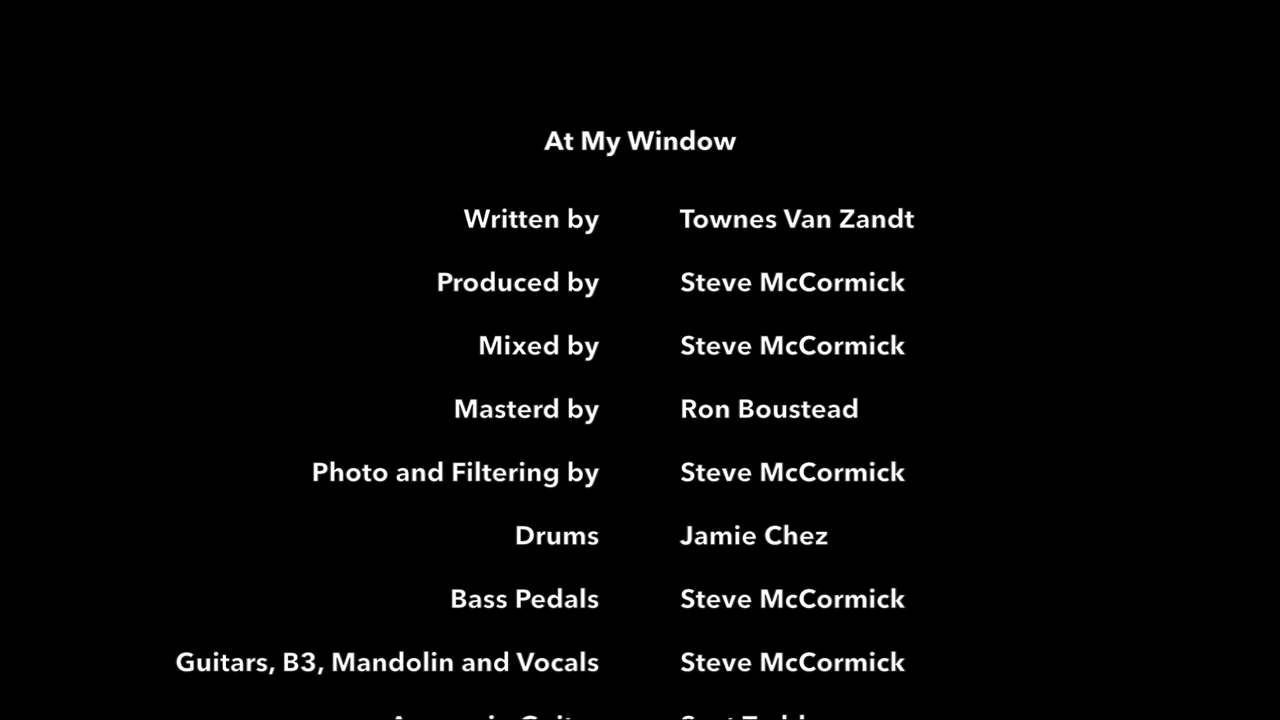 At My Window
Written by Townes Van Zandt
Produced by Steve McCormick
Mixed by Steve McCormick
Masterd by Ron Boustead
Photo and Filtering by Steve McCormick
Drums Jamie Chez
Bass Pedals Steve McCormick
Guitars, B3, Mandolin and Vocals Steve McCormick